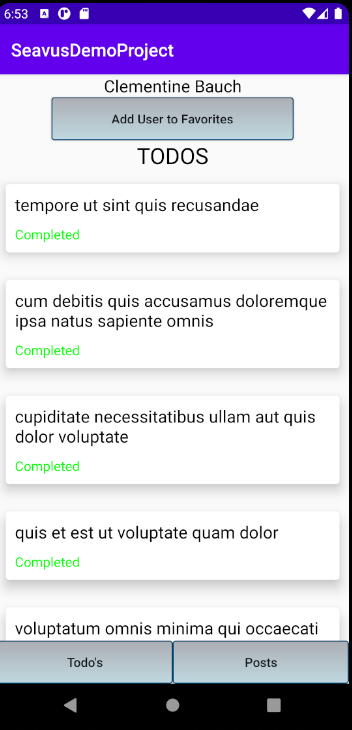 6:53
SeavusDemoProject
Clementine Bauch
Add User to Favorites
TODOS
tempore ut sint quis recusandae
Completed
cum debitis quis accusamus doloremque
ipsa natus sapiente omnis
Completed
cupiditate necessitatibus ullam aut quis
dolor voluptate
Completed
quis et est ut voluptate quam dolor
Completed
voluptatum omnis minima qui occaecati
Todo's
Posts